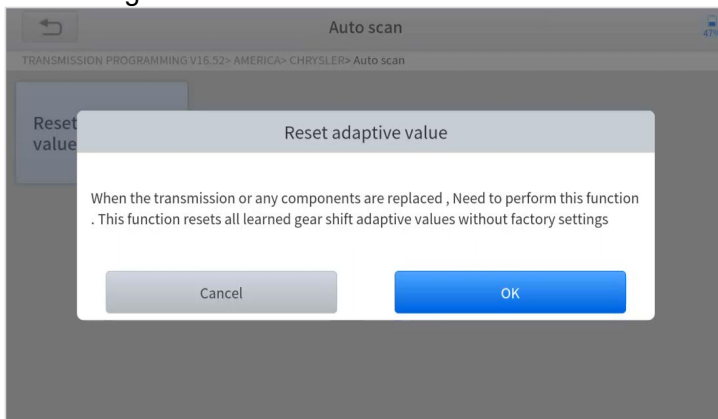 Auto scan
47%
TRANSMISSION PROGRAMMING V16.52> AMERICA> CHRYSLER> Auto scan
Reset
value
Reset adaptive value
When the transmission or any components are replaced , Need to perform this function
. This function resets all learned gear shift adaptive values without factory settings
Cancel
OK